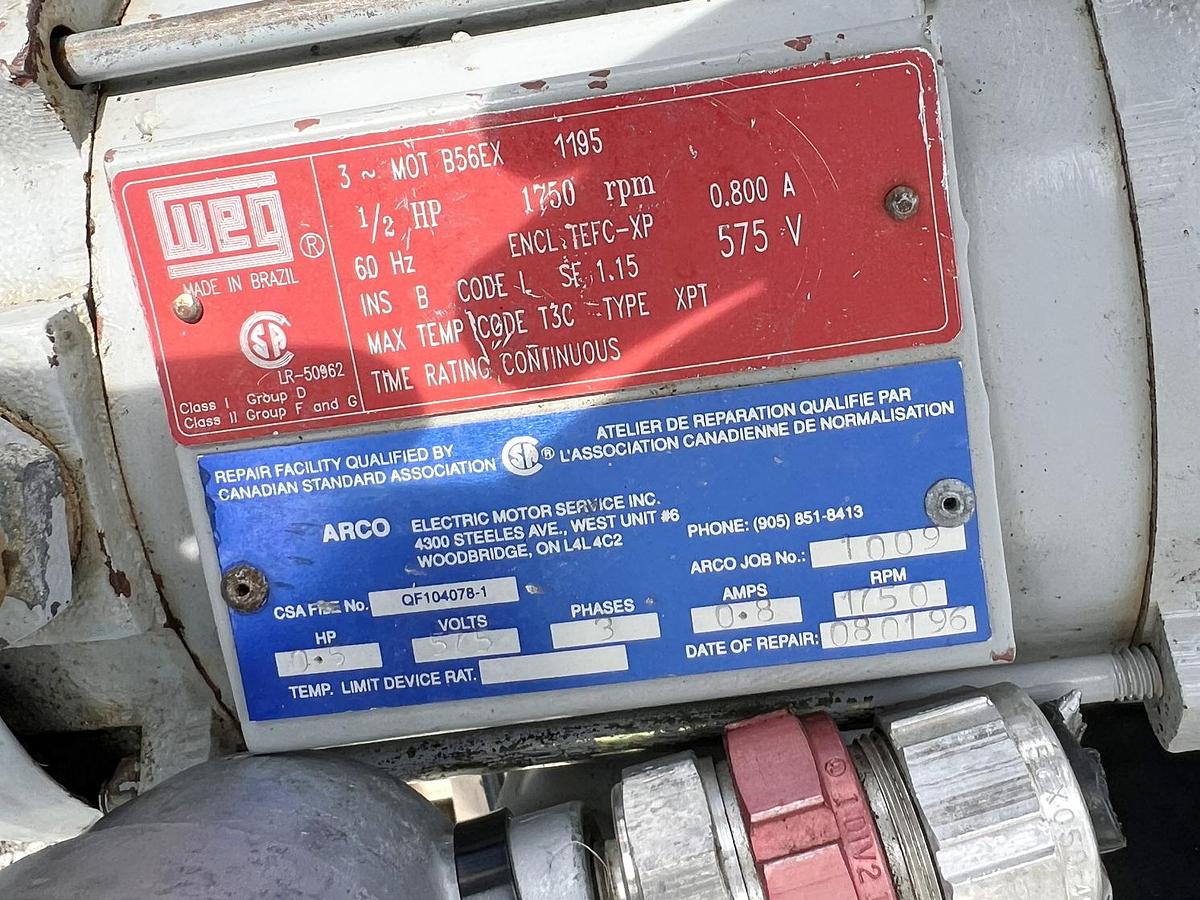 3 ~ MOT B56EX 1195
1/2 HP 1750 rpm 0.800 A
60 Hz ENCL.TEFC-XP 575 V
INS B CODE L SF 1.15
MAX TEMP CODE T3C TYPE XPT
TIME RATING CONTINUOUS
weg ®
MADE IN BRAZIL
LR-50962
Class I Group D
Class II Group F and G
REPAIR FACILITY QUALIFIED BY
CANADIAN STANDARD ASSOCIATION
®
ATELIER DE REPARATION QUALIFIE PAR
L'ASSOCIATION CANADIENNE DE NORMALISATION
ARCO ELECTRIC MOTOR SERVICE INC.
4300 STEELES AVE., WEST UNIT #6
WOODBRIDGE, ON L4L 4C2
PHONE: (905) 851-8413
ARCO JOB No.: 1009
CSA FILE No. QF104078-1
HP VOLTS PHASES AMPS RPM
0.5 575 3 0.8 1750
TEMP. LIMIT DEVICE RAT.
DATE OF REPAIR: 080196